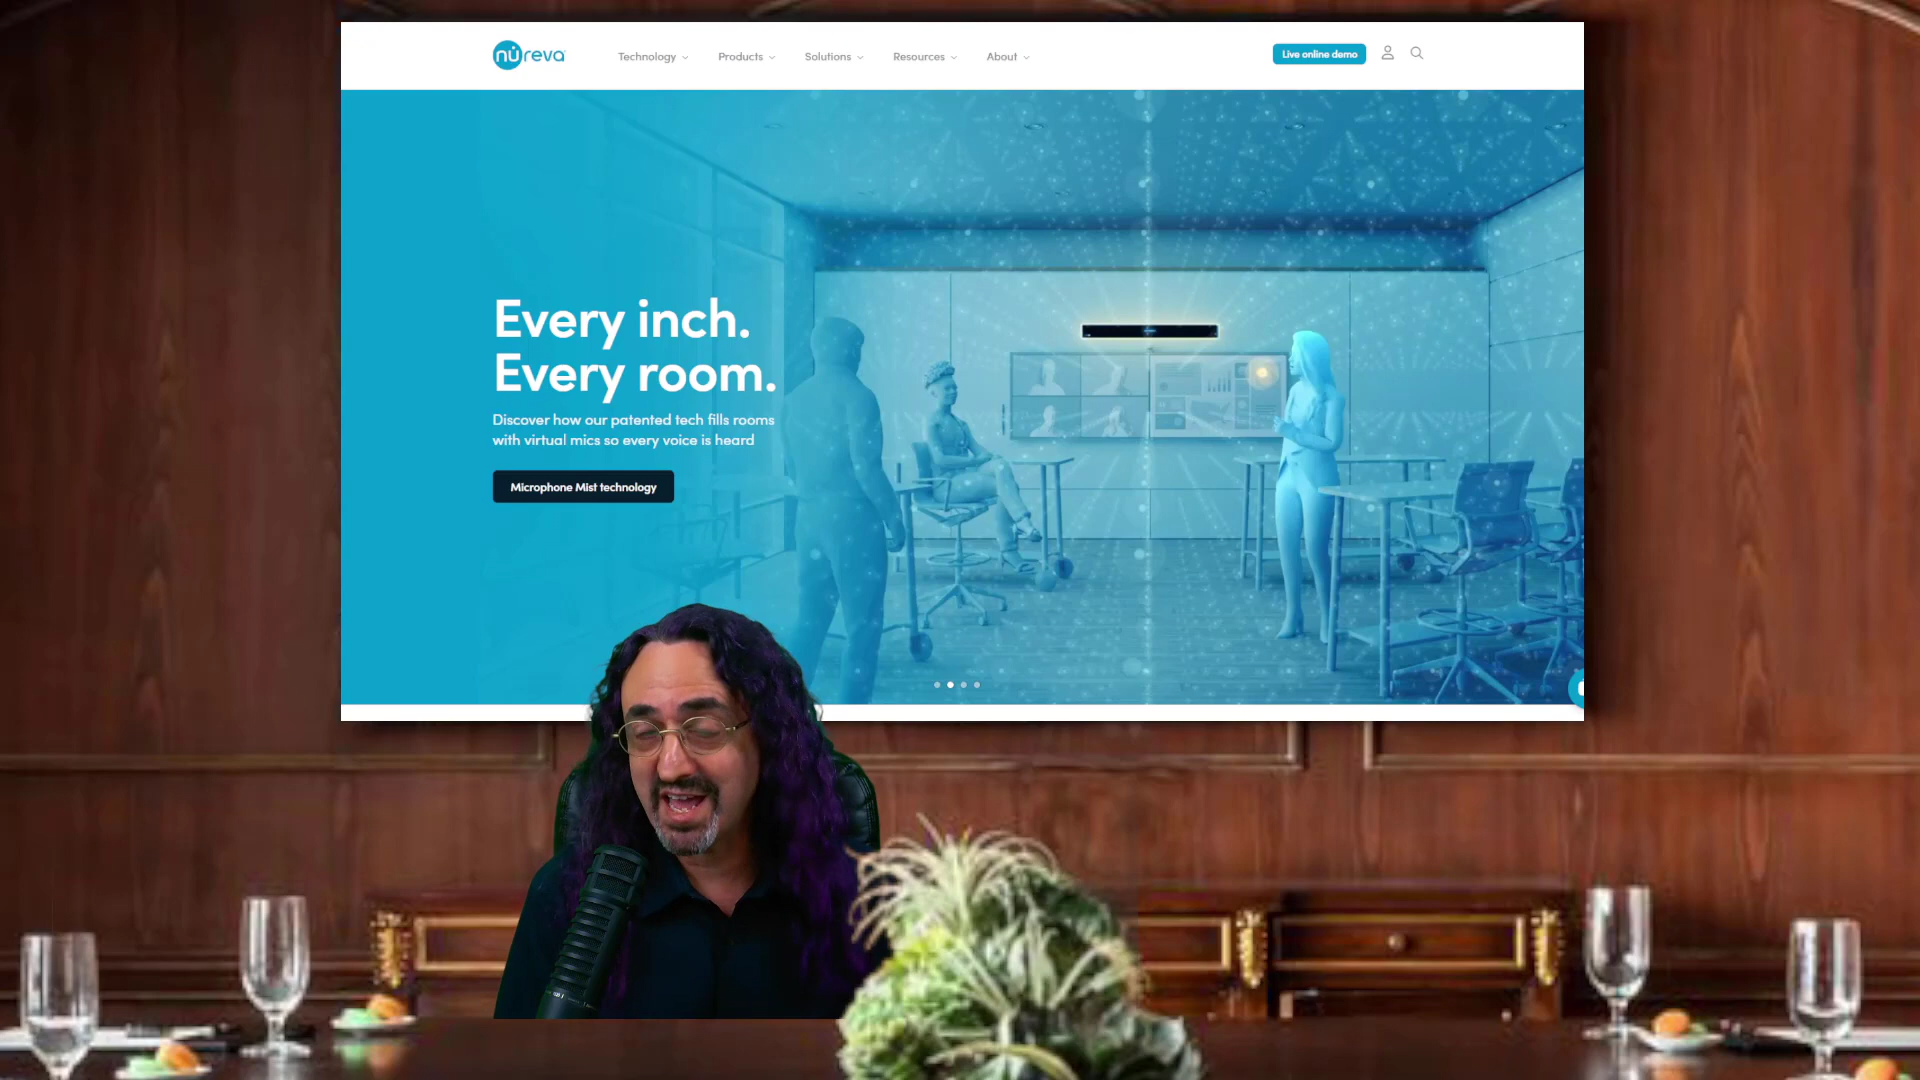 nureva
Technology
Products
Solutions
Resources
About
Live online demo
Every inch.
Every room.
Discover how our patented tech fills rooms
with virtual mics so every voice is heard
Microphone Mist technology